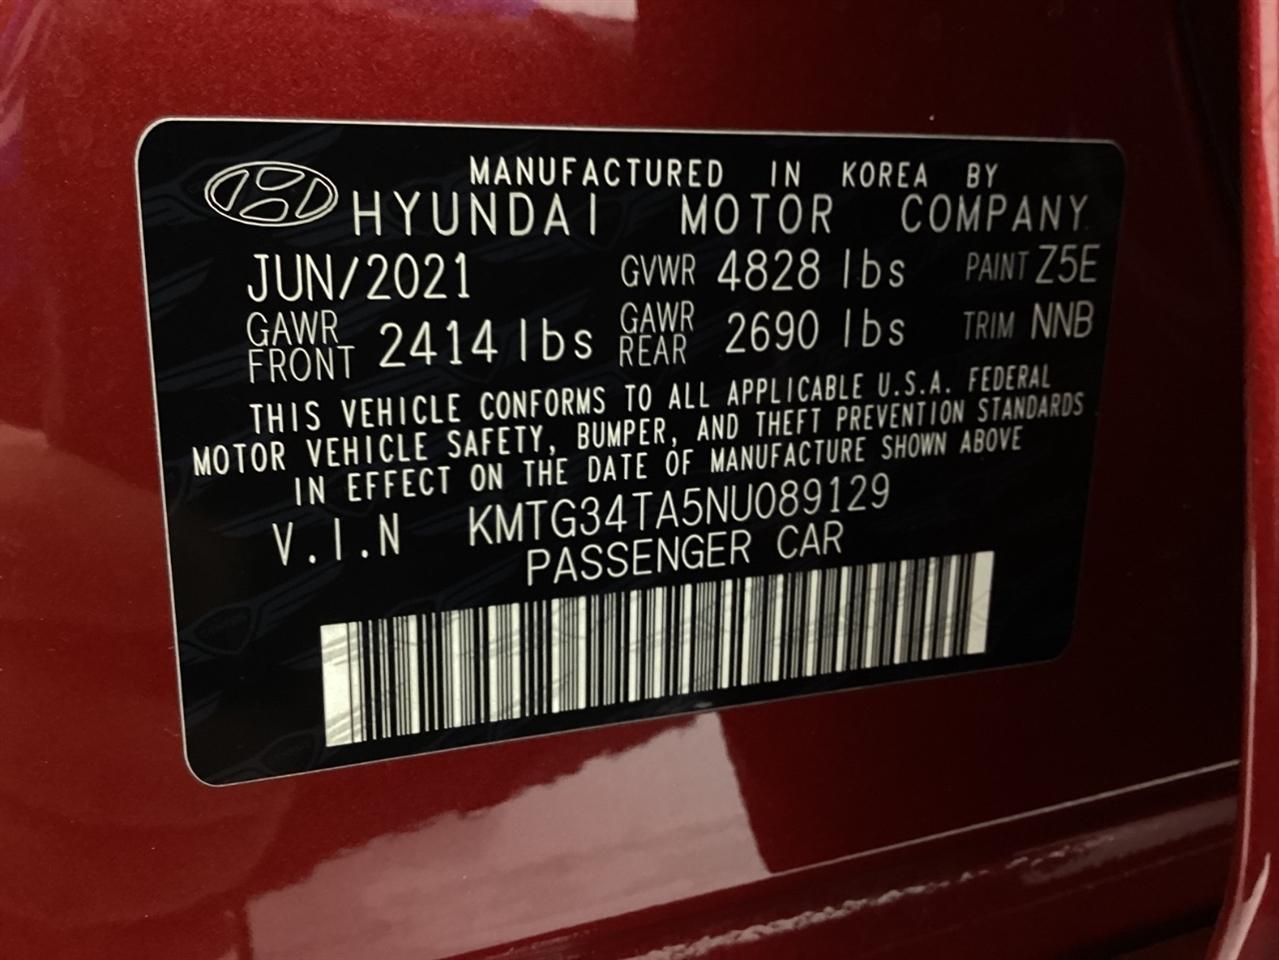 MANUFACTURED IN KOREA BY
HYUNDAI MOTOR COMPANY
JUN/2021 GVWR 4828 lbs PAINT Z5E
GAWR FRONT 2414 lbs GAWR REAR 2690 lbs TRIM NNB
THIS VEHICLE CONFORMS TO ALL APPLICABLE U.S.A. FEDERAL
MOTOR VEHICLE SAFETY, BUMPER, AND THEFT PREVENTION STANDARDS
IN EFFECT ON THE DATE OF MANUFACTURE SHOWN ABOVE
V.I.N KMTG34TA5NU089129
PASSENGER CAR